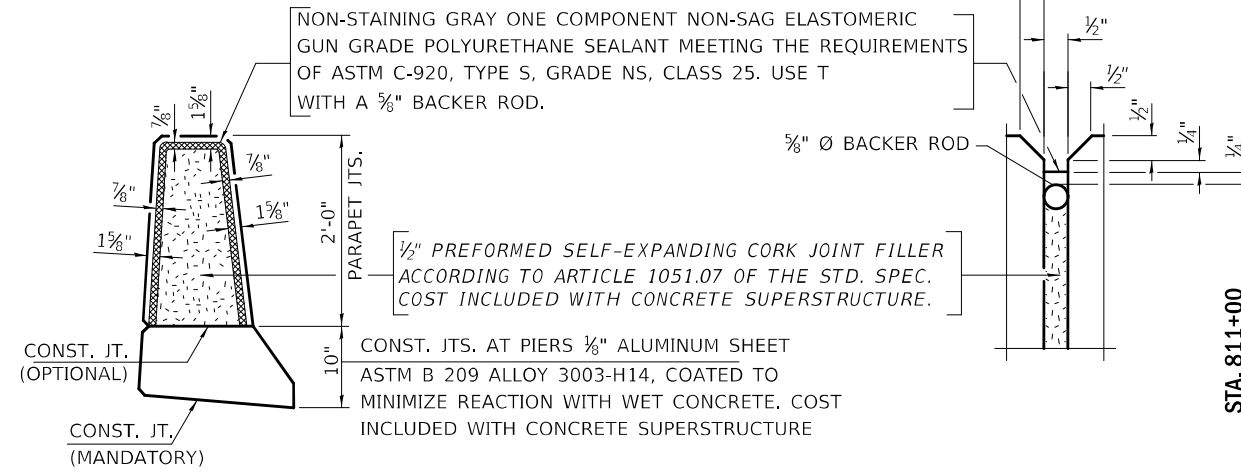 NON-STAINING GRAY ONE COMPONENT NON-SAG ELASTOMERIC
GUN GRADE POLYURETHANE SEALANT MEETING THE REQUIREMENTS
OF ASTM C-920, TYPE S, GRADE NS, CLASS 25. USE T
WITH A ⅝" BACKER ROD.
½"
½"
½"
¼"
¼"
⅝" Ø BACKER ROD
⅞"
1⅝"
⅞"
⅞"
1⅝"
1⅝"
2'-0"
PARAPET JTS.
½" PREFORMED SELF-EXPANDING CORK JOINT FILLER
ACCORDING TO ARTICLE 1051.07 OF THE STD. SPEC.
COST INCLUDED WITH CONCRETE SUPERSTRUCTURE.
STA. 811+00
CONST. JT.
(OPTIONAL)
10"
CONST. JTS. AT PIERS ⅛" ALUMINUM SHEET
ASTM B 209 ALLOY 3003-H14, COATED TO
MINIMIZE REACTION WITH WET CONCRETE. COST
INCLUDED WITH CONCRETE SUPERSTRUCTURE
CONST. JT.
(MANDATORY)